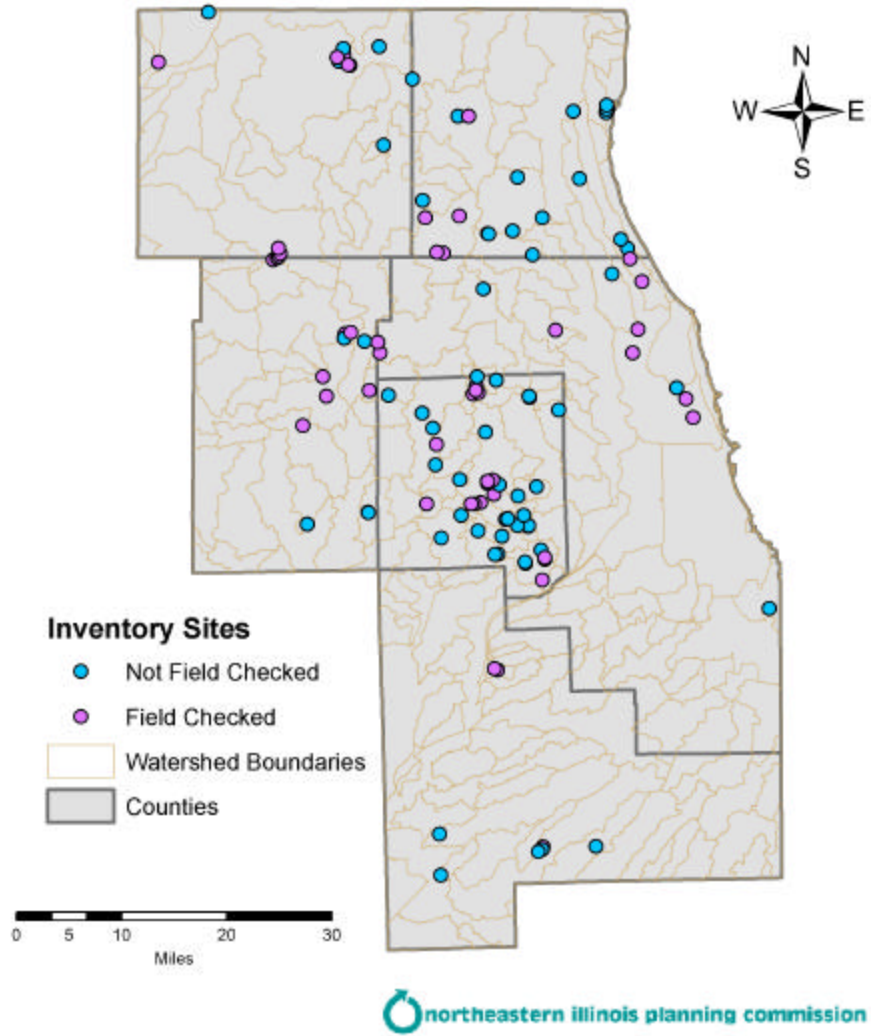 N
W E
S
Inventory Sites
Not Field Checked
Field Checked
Watershed Boundaries
Counties
0 5 10 20 30
Miles
northeastern illinois planning commission